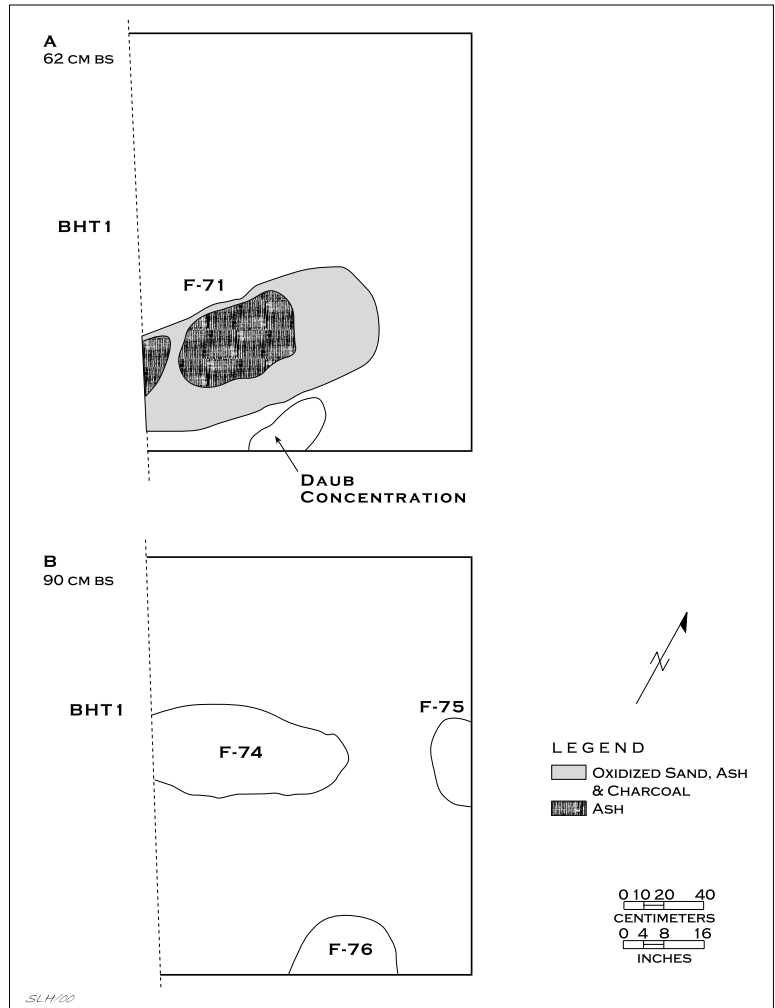 A
62 CM BS
BHT1
F-71
DAUB
CONCENTRATION
B
90 CM BS
BHT1
F-74
F-75
F-76
N
LEGEND
OXIDIZED SAND, ASH
& CHARCOAL
ASH
0 10 20 40
CENTIMETERS
0 4 8 16
INCHES
SLH/00